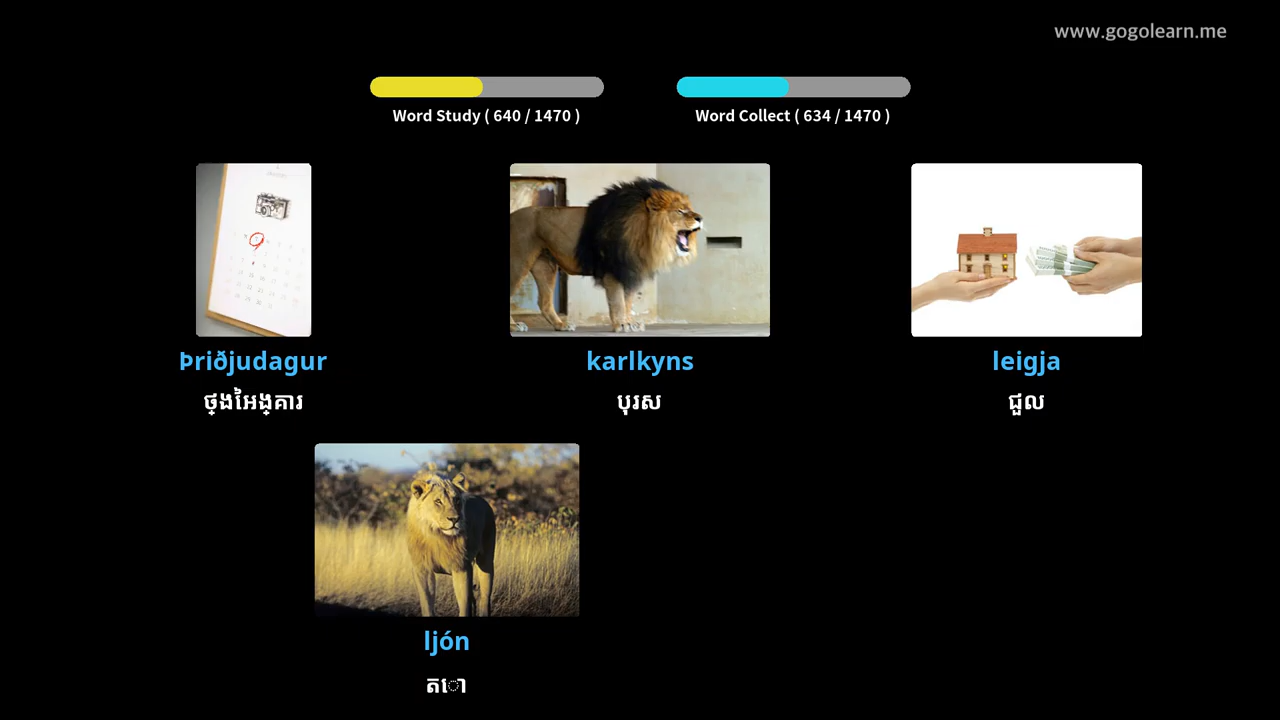 www.gogolearn.me
Word Study ( 640 / 1470 )
Word Collect ( 634 / 1470 )
Þriðjudagur
karlkyns
leigja
ថ្ងៃអង្គារ
បុរស
ជួល
ljón
តោ